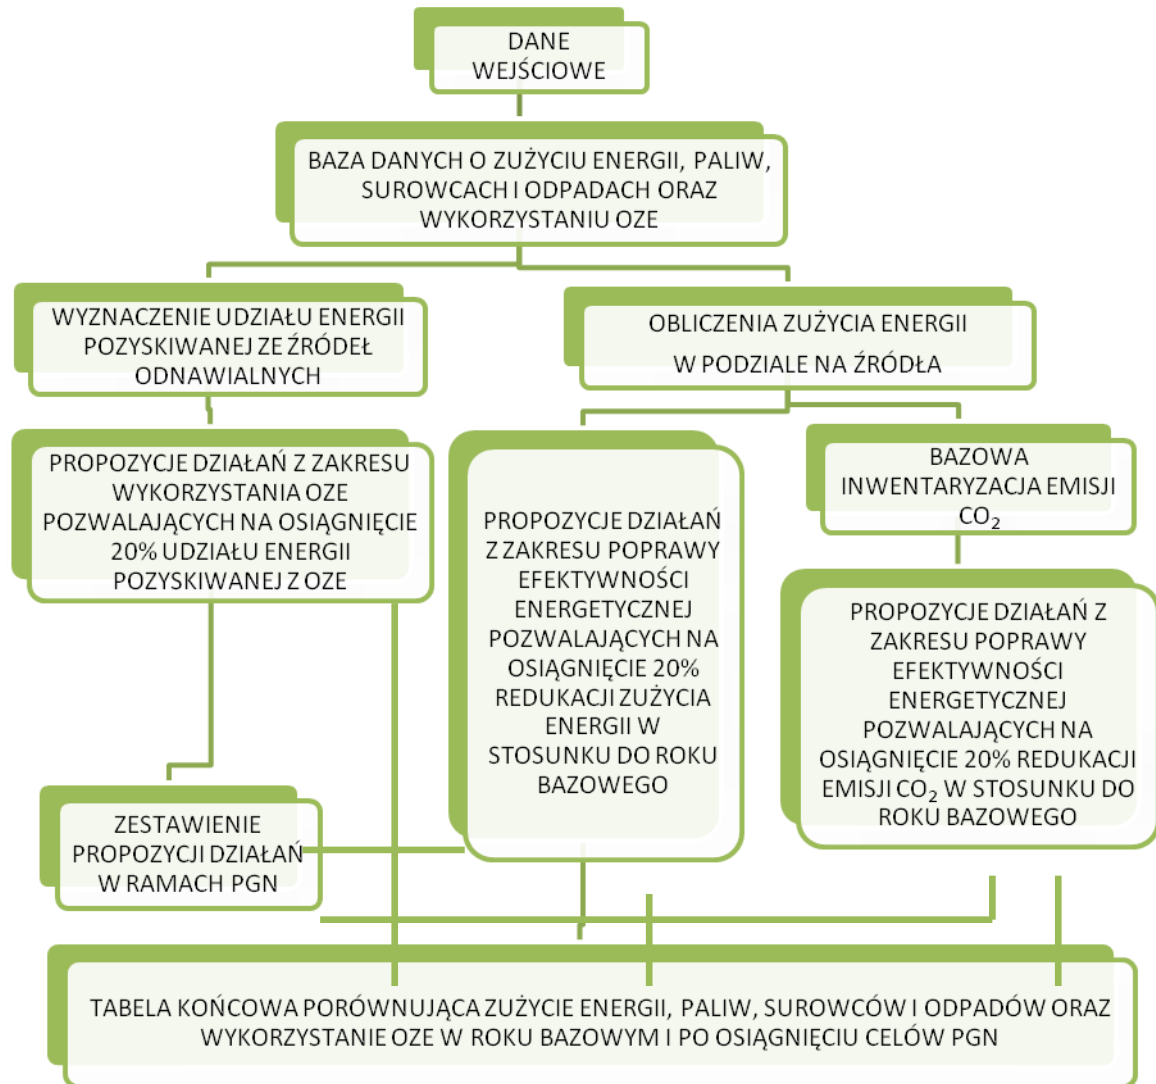 DANE
WEJŚCIOWE
BAZA DANYCH O ZUŻYCIU ENERGII, PALIW,
SUROWCACH I ODPADACH ORAZ
WYKORZYSTANIU OZE
WYZNACZENIE UDZIAŁU ENERGII
POZYSKIWANEJ ZE ŹRÓDEŁ
ODNAWIALNYCH
OBLICZENIA ZUŻYCIA ENERGII
W PODZIALE NA ŹRÓDŁA
PROPOZYCJE DZIAŁAŃ Z ZAKRESU
WYKORZYSTANIA OZE
POZWALAJĄCYCH NA OSIĄGNIĘCIE
20% UDZIAŁU ENERGII
POZYSKIWANEJ Z OZE
PROPOZYCJE DZIAŁAŃ
Z ZAKRESU POPRAWY
EFEKTYWNOŚCI
ENERGETYCZNEJ
POZWALAJĄCYCH NA
OSIĄGNIĘCIE 20%
REDUKACJI ZUŻYCIA
ENERGII W
STOSUNKU DO ROKU
BAZOWEGO
BAZOWA
INWENTARYZACJA EMISJI
CO₂
PROPOZYCJE DZIAŁAŃ Z
ZAKRESU POPRAWY
EFEKTYWNOŚCI
ENERGETYCZNEJ
POZWALAJĄCYCH NA
OSIĄGNIĘCIE 20% REDUKACJI
EMISJI CO₂ W STOSUNKU DO
ROKU BAZOWEGO
ZESTAWIENIE
PROPOZYCJI DZIAŁAŃ
W RAMACH PGN
TABELA KOŃCOWA PORÓWNUJĄCA ZUŻYCIE ENERGII, PALIW, SUROWCÓW I ODPADÓW ORAZ
WYKORZYSTANIE OZE W ROKU BAZOWYM I PO OSIĄGNIĘCIU CELÓW PGN